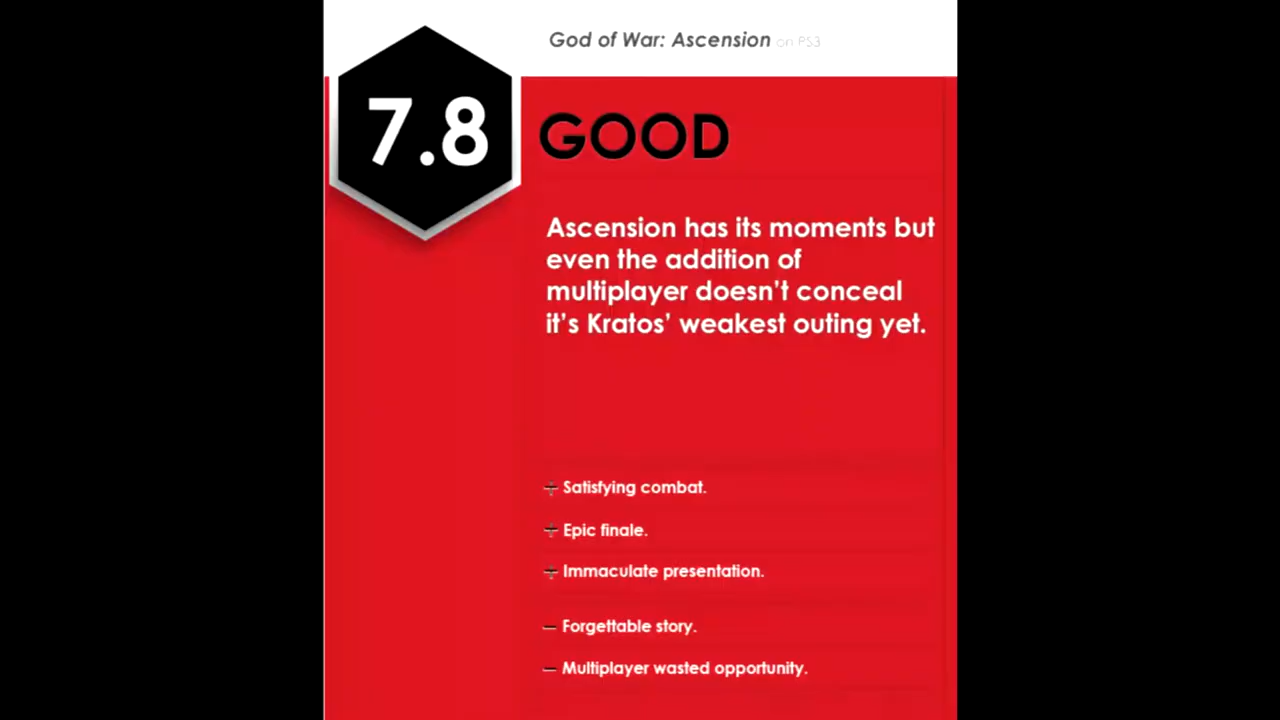 God of War: Ascension on PS3
7.8
GOOD
Ascension has its moments but
even the addition of
multiplayer doesn't conceal
it's Kratos' weakest outing yet.
+ Satisfying combat.
+ Epic finale.
+ Immaculate presentation.
– Forgettable story.
– Multiplayer wasted opportunity.